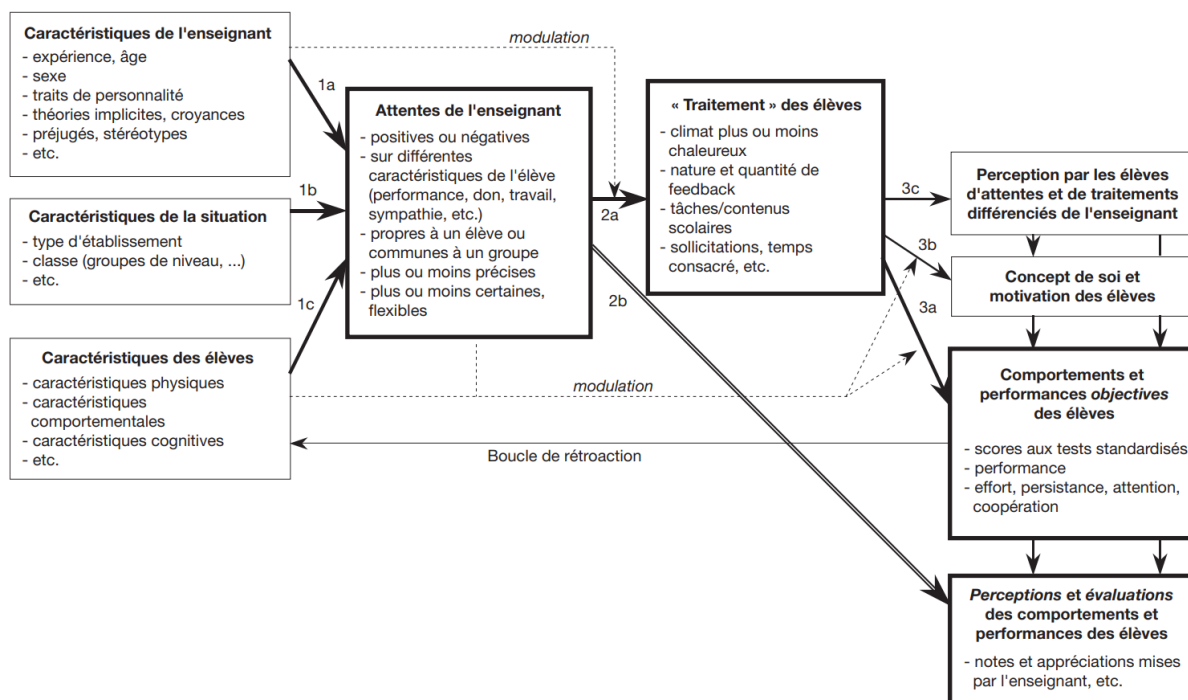 Caractéristiques de l'enseignant
- expérience, âge
- sexe
- traits de personnalité
- théories implicites, croyances
- préjugés, stéréotypes
- etc.
modulation
1a
Attentes de l'enseignant
- positives ou négatives
- sur différentes
caractéristiques de l'élève
(performance, don, travail,
sympathie, etc.)
- propres à un élève ou
communes à un groupe
- plus ou moins précises
- plus ou moins certaines,
flexibles
1b
Caractéristiques de la situation
- type d'établissement
- classe (groupes de niveau, ...)
- etc.
1c
Caractéristiques des élèves
- caractéristiques physiques
- caractéristiques
comportementales
- caractéristiques cognitives
- etc.
2a
2b
« Traitement » des élèves
- climat plus ou moins
chaleureux
- nature et quantité de
feedback
- tâches/contenus
scolaires
- sollicitations, temps
consacré, etc.
3c
3b
3a
modulation
Boucle de rétroaction
Perception par les élèves
d'attentes et de traitements
différenciés de l'enseignant
Concept de soi et
motivation des élèves
Comportements et
performances objectives
des élèves
- scores aux tests standardisés
- performance
- effort, persistance, attention,
coopération
Perceptions et évaluations
des comportements et
performances des élèves
- notes et appréciations mises
par l'enseignant, etc.